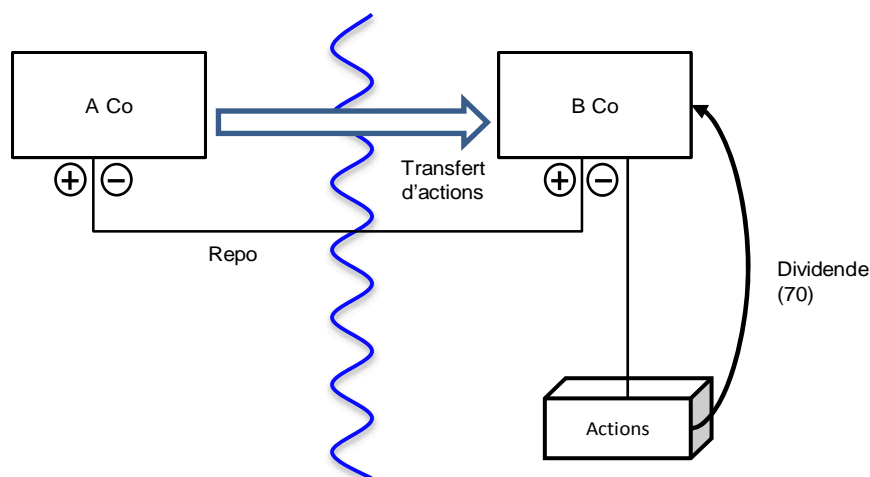 A Co
B Co
Transfert
d'actions
Repo
Dividende
(70)
Actions